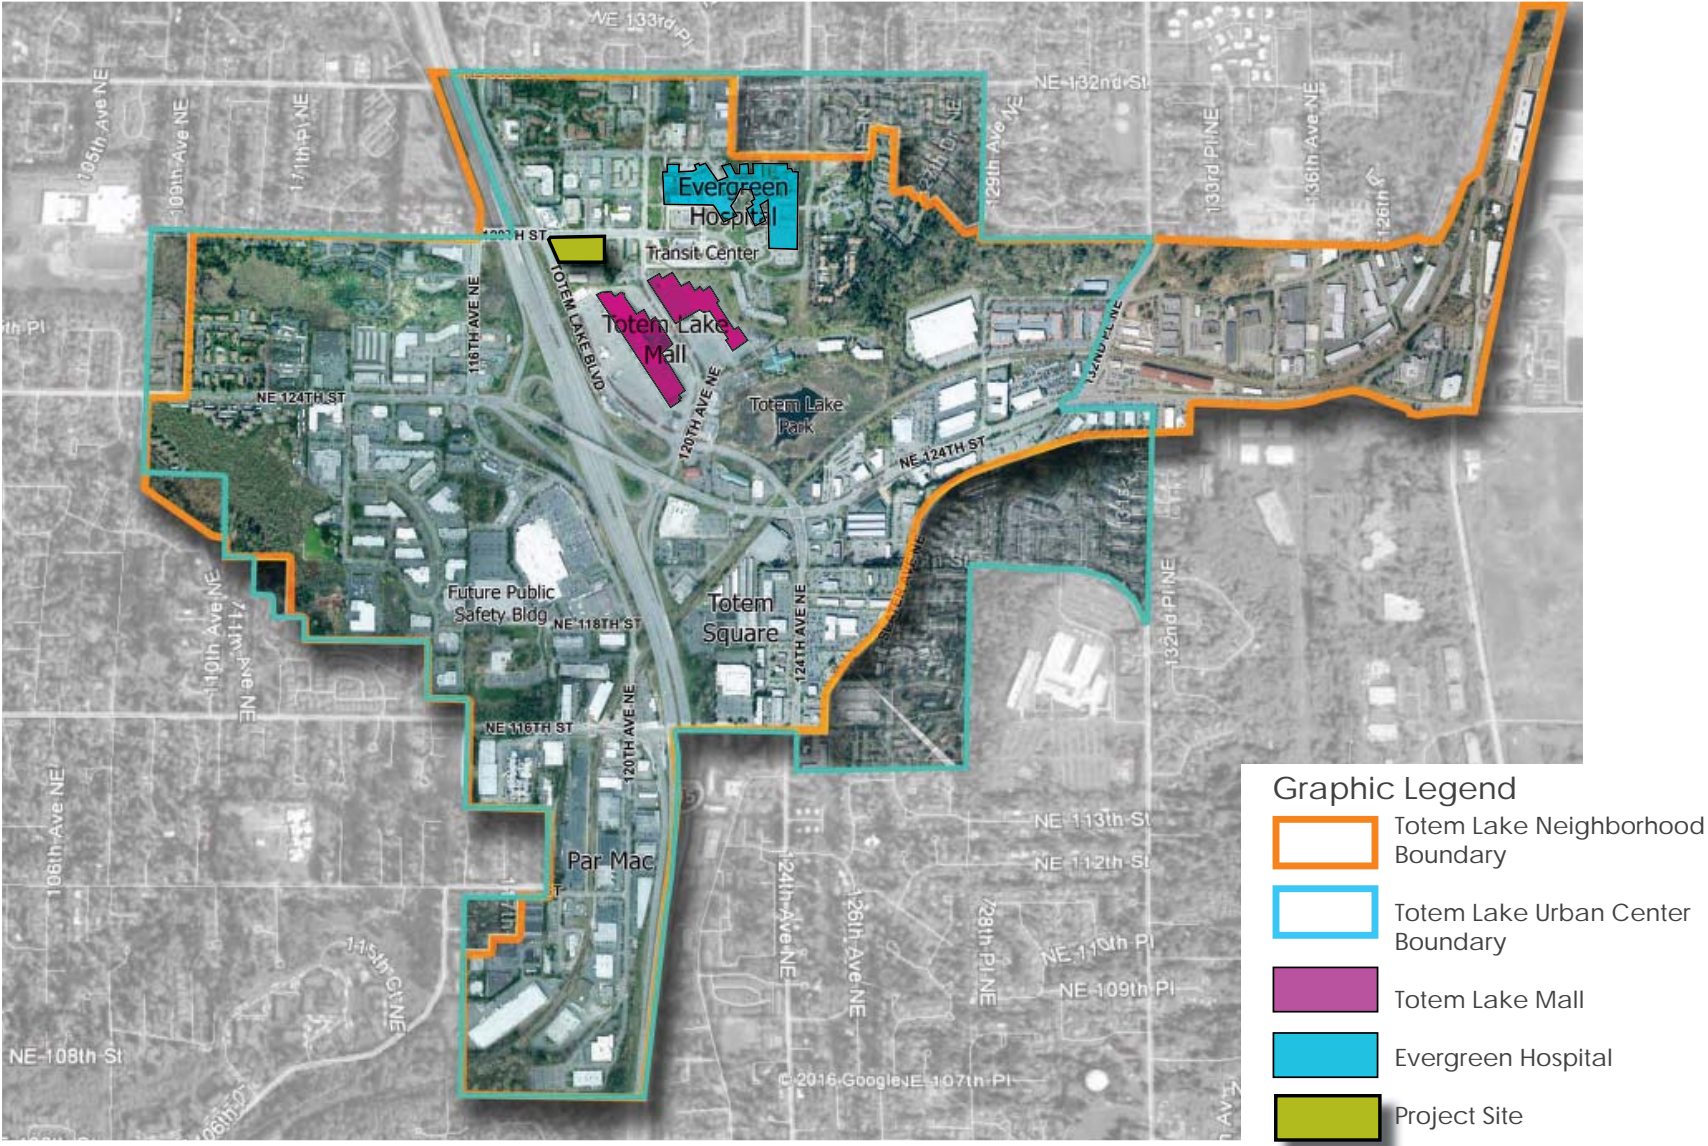 NE 133rd Pl
NE-132nd St
105th Ave NE
109th Ave NE
129th Ave NE
133rd Pl NE
136th Ave NE
Evergreen
Hospital
Transit Center
116TH AVE NE
TOTEM LAKE BLVD
Totem Lake
Mall
132ND PL NE
NE 124TH ST
120TH AVE NE
Totem Lake
Park
NE 124TH ST
Future Public
Safety Bldg
NE 118TH ST
Totem
Square
124TH AVE NE
110th Ave NE
132nd Pl NE
NE 116TH ST
120TH AVE NE
106th Ave NE
Par Mac
NE 113th St
NE 112th St
124th Ave NE
126th Ave NE
128th Pl NE
NE 110th Pl
NE 109th Pl
115th Ct NE
NE-108th St
© 2016 Google
NE 107th Pl
Graphic Legend
Totem Lake Neighborhood
Boundary
Totem Lake Urban Center
Boundary
Totem Lake Mall
Evergreen Hospital
Project Site